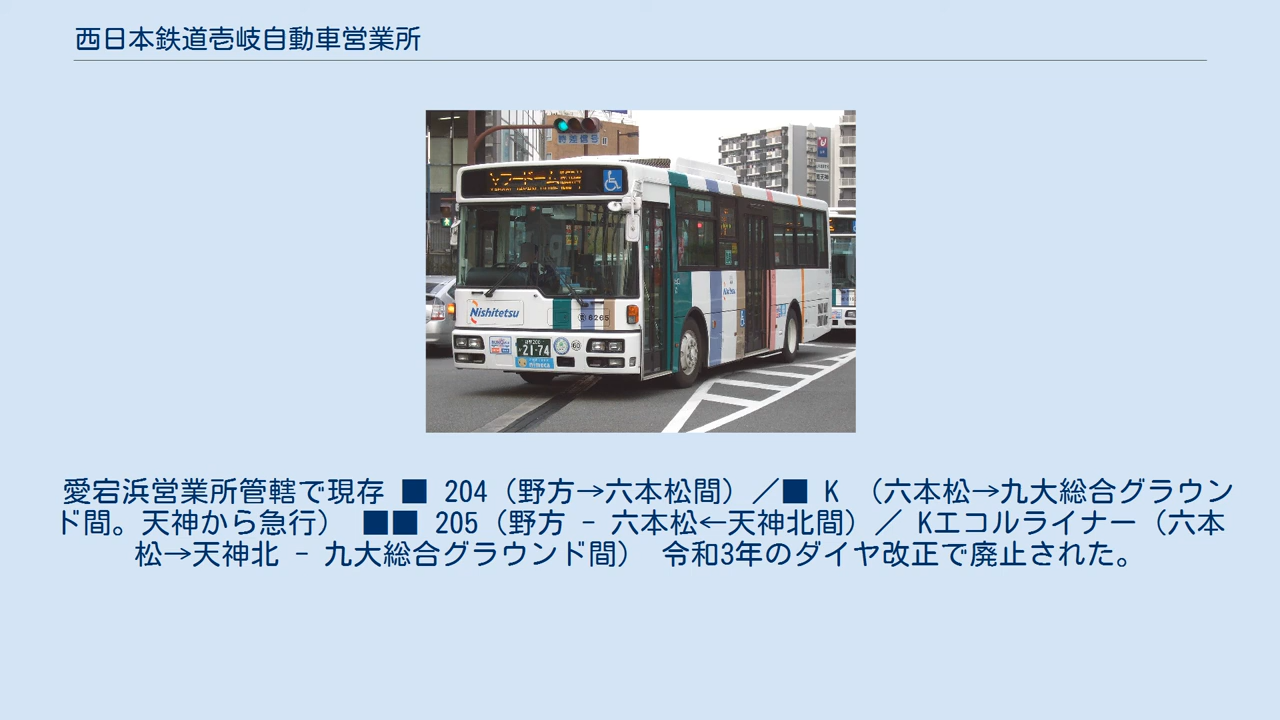 西日本鉄道壱岐自動車営業所
Nishitetsu
6265
21-74
愛宕浜営業所管轄で現存 ■ 204（野方→六本松間）／■ K （六本松→九大総合グラウン
ド間。天神から急行） ■■ 205（野方 - 六本松←天神北間）／ Kエコルライナー（六本
松→天神北 - 九大総合グラウンド間） 令和3年のダイヤ改正で廃止された。